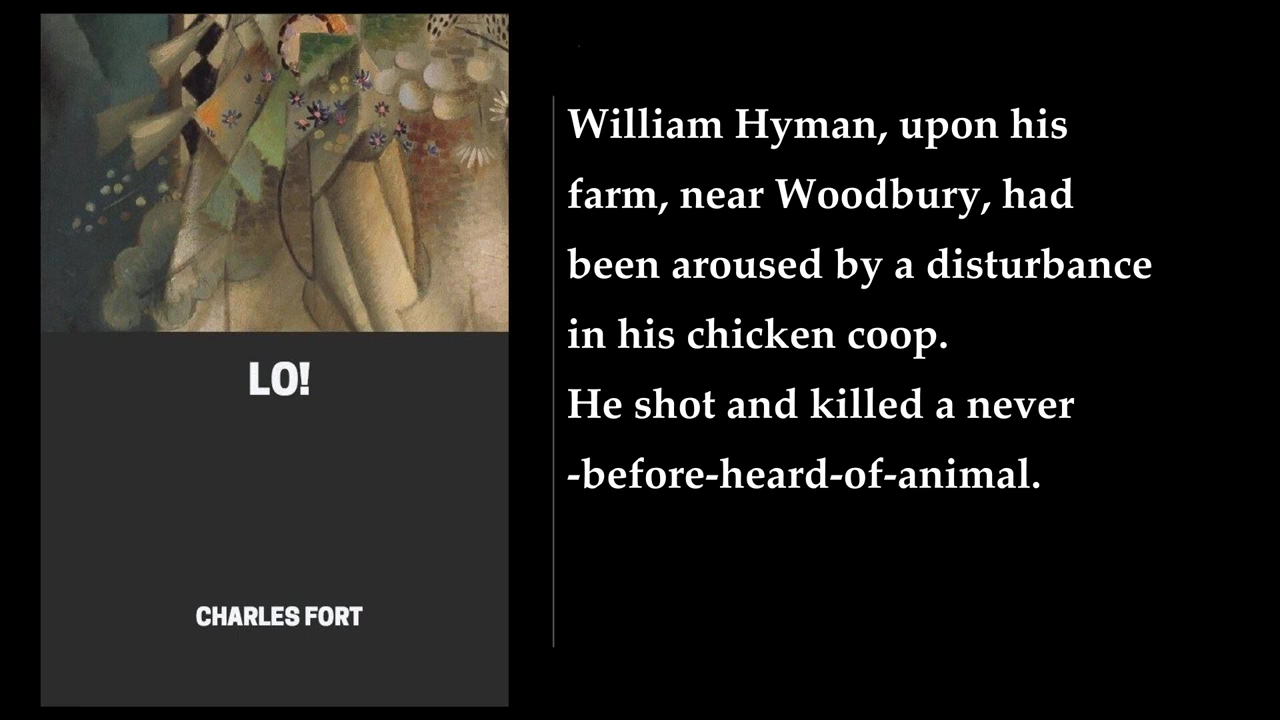 LO!
CHARLES FORT
William Hyman, upon his
farm, near Woodbury, had
been aroused by a disturbance
in his chicken coop.
He shot and killed a never
-before-heard-of-animal.